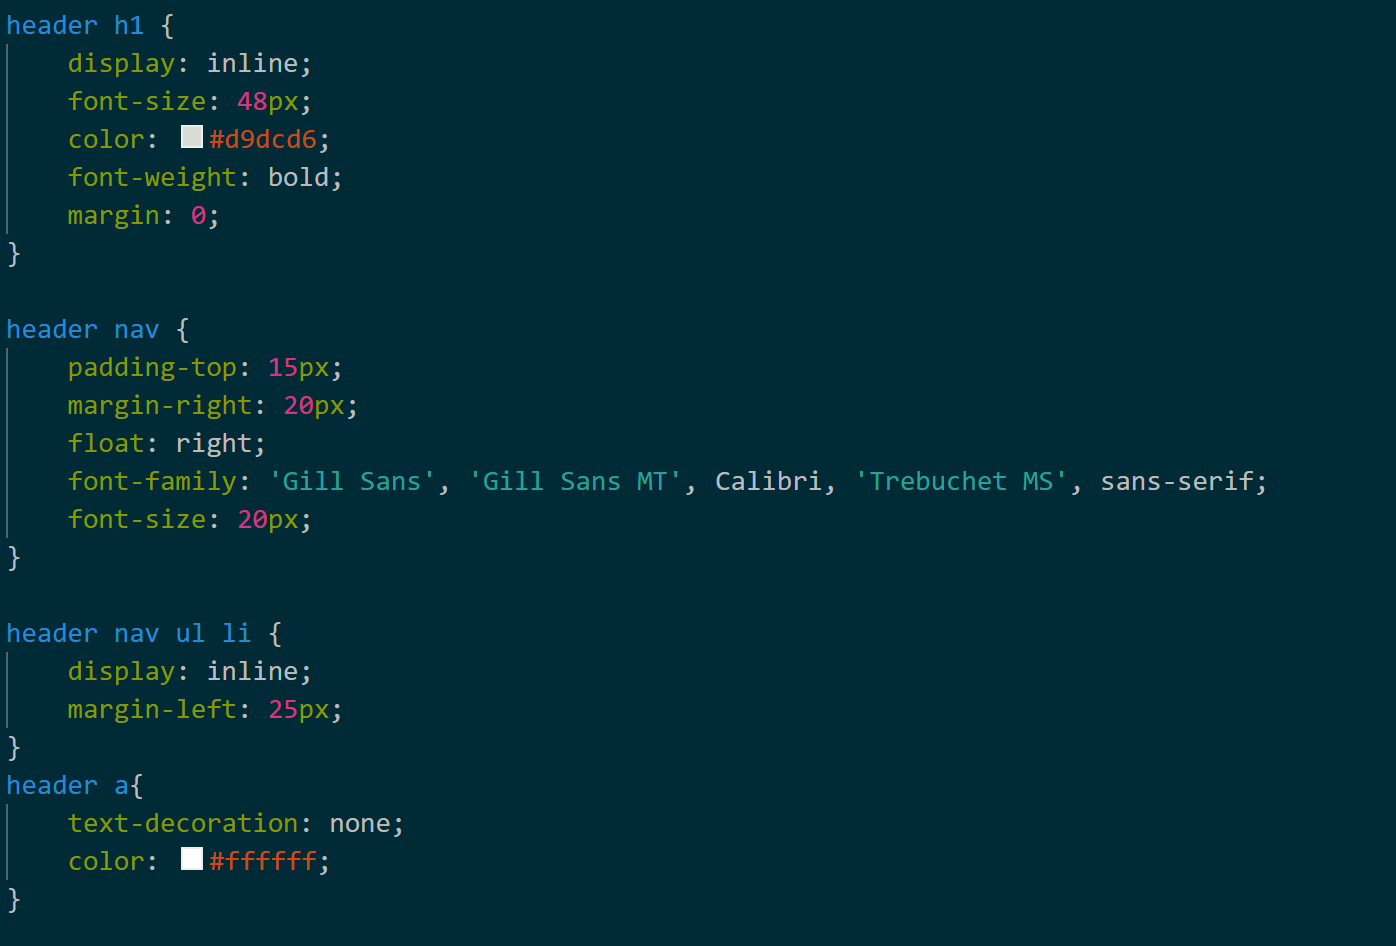 header h1 {
    display: inline;
    font-size: 48px;
    color: #d9dcd6;
    font-weight: bold;
    margin: 0;
}

header nav {
    padding-top: 15px;
    margin-right: 20px;
    float: right;
    font-family: 'Gill Sans', 'Gill Sans MT', Calibri, 'Trebuchet MS', sans-serif;
    font-size: 20px;
}

header nav ul li {
    display: inline;
    margin-left: 25px;
}
header a{
    text-decoration: none;
    color: #ffffff;
}